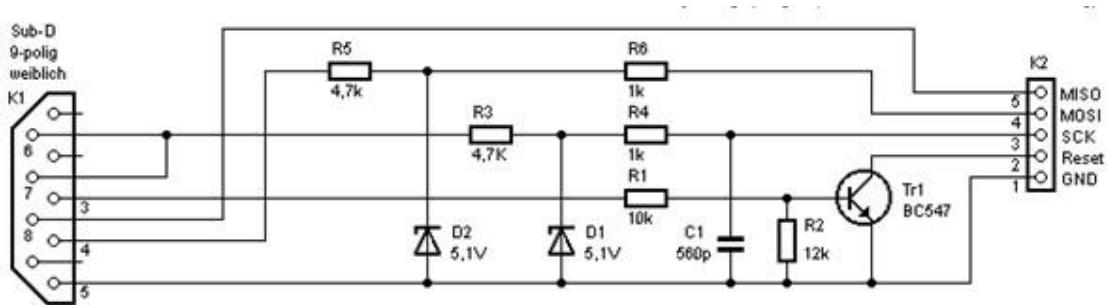 Sub-D
9-polig
weiblich
K1
6
7
3
8
4
5
R5
4,7k
R3
4,7K
R6
1k
R4
1k
R1
10k
D2
5,1V
D1
5,1V
C1
560p
R2
12k
Tr1
BC547
K2
5 MISO
4 MOSI
3 SCK
2 Reset
1 GND